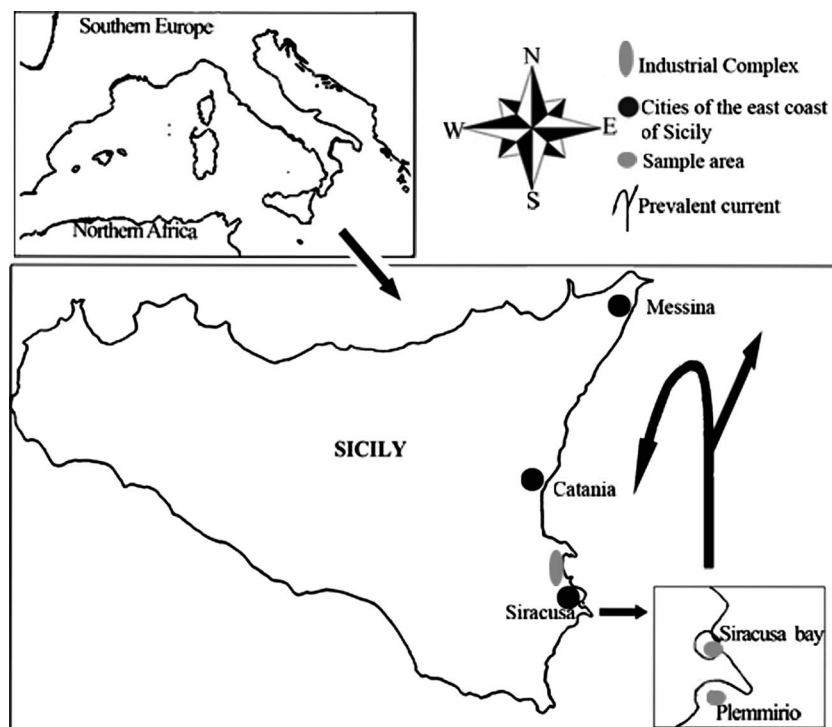 Southern Europe
Northern Africa
N
W
E
S
Industrial Complex
Cities of the east coast
of Sicily
Sample area
Prevalent current
Messina
SICILY
Catania
Siracusa
Siracusa bay
Plemmirio